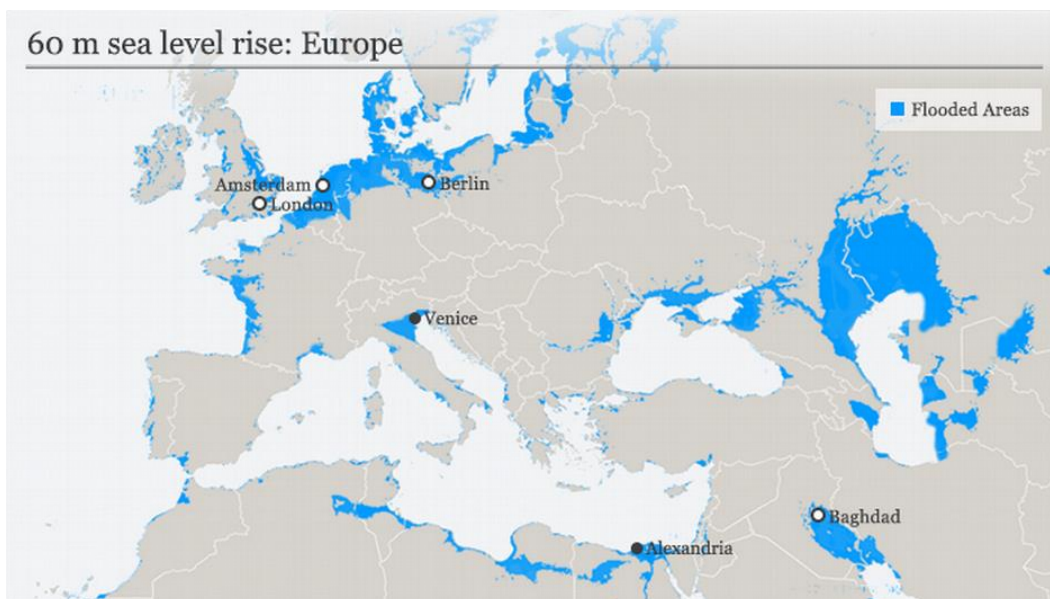 60 m sea level rise: Europe
Flooded Areas
Amsterdam
Berlin
London
Venice
Baghdad
Alexandria